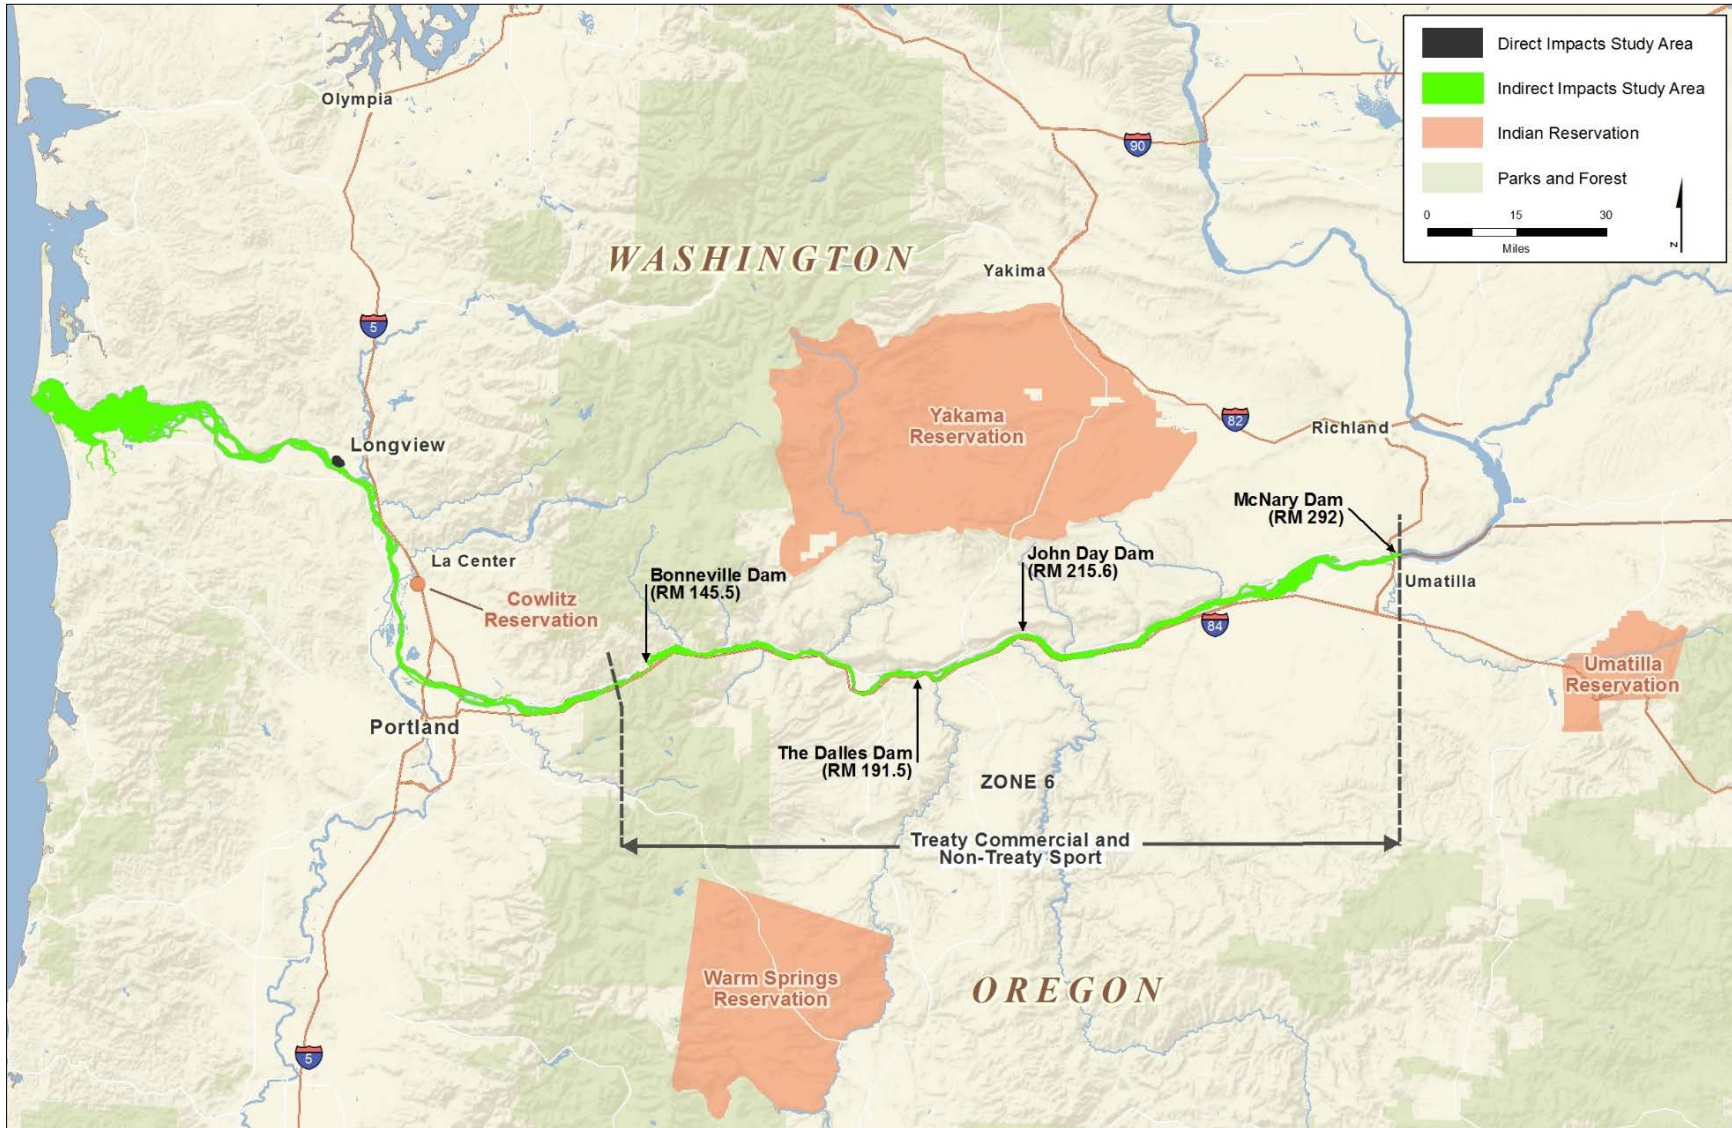 Direct Impacts Study Area
Indirect Impacts Study Area
Indian Reservation
Parks and Forest
0 15 30
Miles
N
Olympia
90
WASHINGTON
Yakima
5
Yakama
Reservation
82
Richland
Longview
McNary Dam
(RM 292)
La Center
Bonneville Dam
(RM 145.5)
John Day Dam
(RM 215.6)
Umatilla
Cowlitz
Reservation
84
Umatilla
Reservation
Portland
The Dalles Dam
(RM 191.5)
ZONE 6
Treaty Commercial and
Non-Treaty Sport
Warm Springs
Reservation
OREGON
5